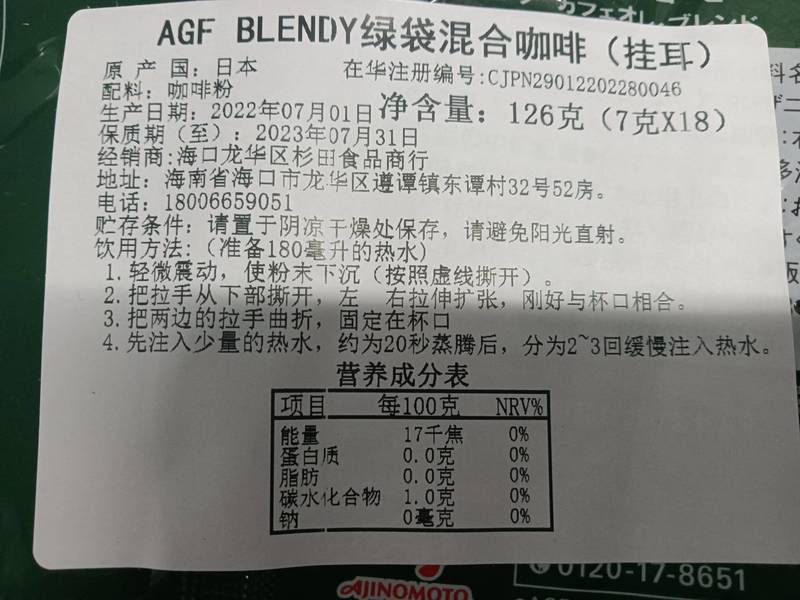 カフェオレ・ブレンド
AGF BLENDY绿袋混合咖啡（挂耳）
原 产 国：日本 在华注册编号:CJPN29012202280046
配料：咖啡粉
生产日期：2022年07月01日 净含量：126克（7克X18）
保质期（至）：2023年07月31日
经销商:海口龙华区杉田食品商行
地址：海南省海口市龙华区遵谭镇东谭村32号52房。
电话：18006659051
贮存条件：请置于阴凉干燥处保存，请避免阳光直射。
饮用方法:（准备180毫升的热水)
1.轻微震动，使粉末下沉（按照虚线撕开）。
2.把拉手从下部撕开，左 右拉伸扩张，刚好与杯口相合。
3.把两边的拉手曲折，固定在杯口
4.先注入少量的热水，约为20秒蒸腾后，分为2~3回缓慢注入热水。
营养成分表
项目 每100克 NRV%
能量 17千焦 0%
蛋白质 0.0克 0%
脂肪 0.0克 0%
碳水化合物 1.0克 0%
钠 0毫克 0%
AJINOMOTO
0120-17-8651